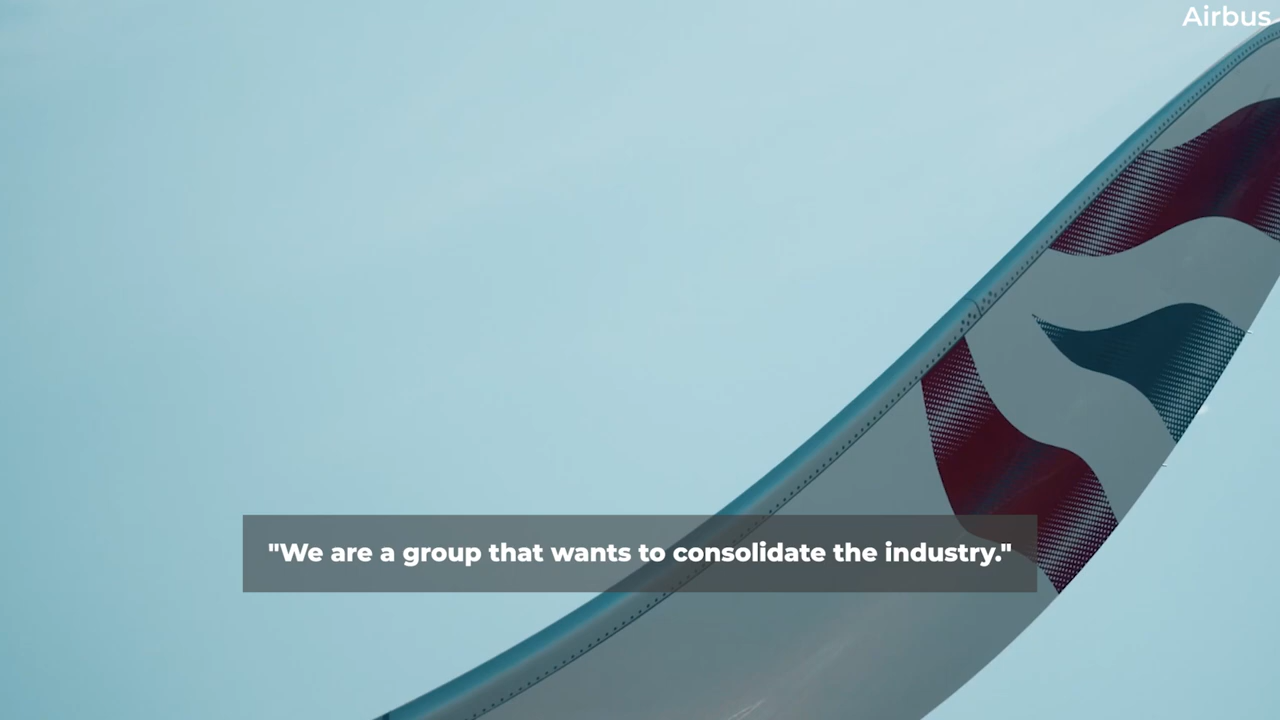 Airbus
"We are a group that wants to consolidate the industry."